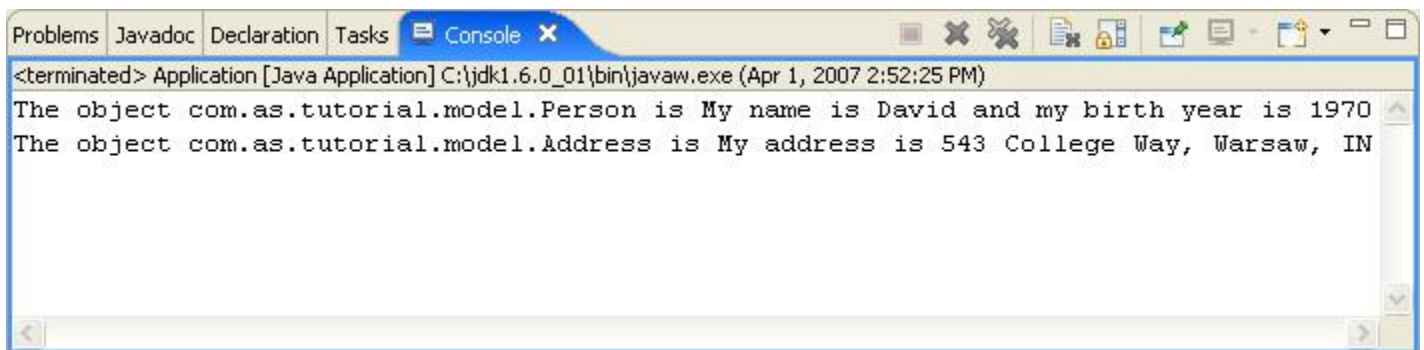 Problems Javadoc Declaration Tasks Console
<terminated> Application [Java Application] C:\jdk1.6.0_01\bin\javaw.exe (Apr 1, 2007 2:52:25 PM)
The object com.as.tutorial.model.Person is My name is David and my birth year is 1970
The object com.as.tutorial.model.Address is My address is 543 College Way, Warsaw, IN